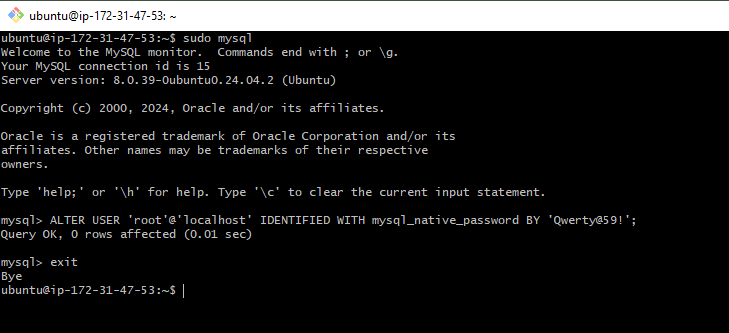 ubuntu@ip-172-31-47-53: ~
ubuntu@ip-172-31-47-53:~$ sudo mysql
Welcome to the MySQL monitor.  Commands end with ; or \g.
Your MySQL connection id is 15
Server version: 8.0.39-0ubuntu0.24.04.2 (Ubuntu)
Copyright (c) 2000, 2024, Oracle and/or its affiliates.
Oracle is a registered trademark of Oracle Corporation and/or its
affiliates. Other names may be trademarks of their respective
owners.
Type 'help;' or '\h' for help. Type '\c' to clear the current input statement.
mysql> ALTER USER 'root'@'localhost' IDENTIFIED WITH mysql_native_password BY 'Qwerty@59!';
Query OK, 0 rows affected (0.01 sec)
mysql> exit
Bye
ubuntu@ip-172-31-47-53:~$